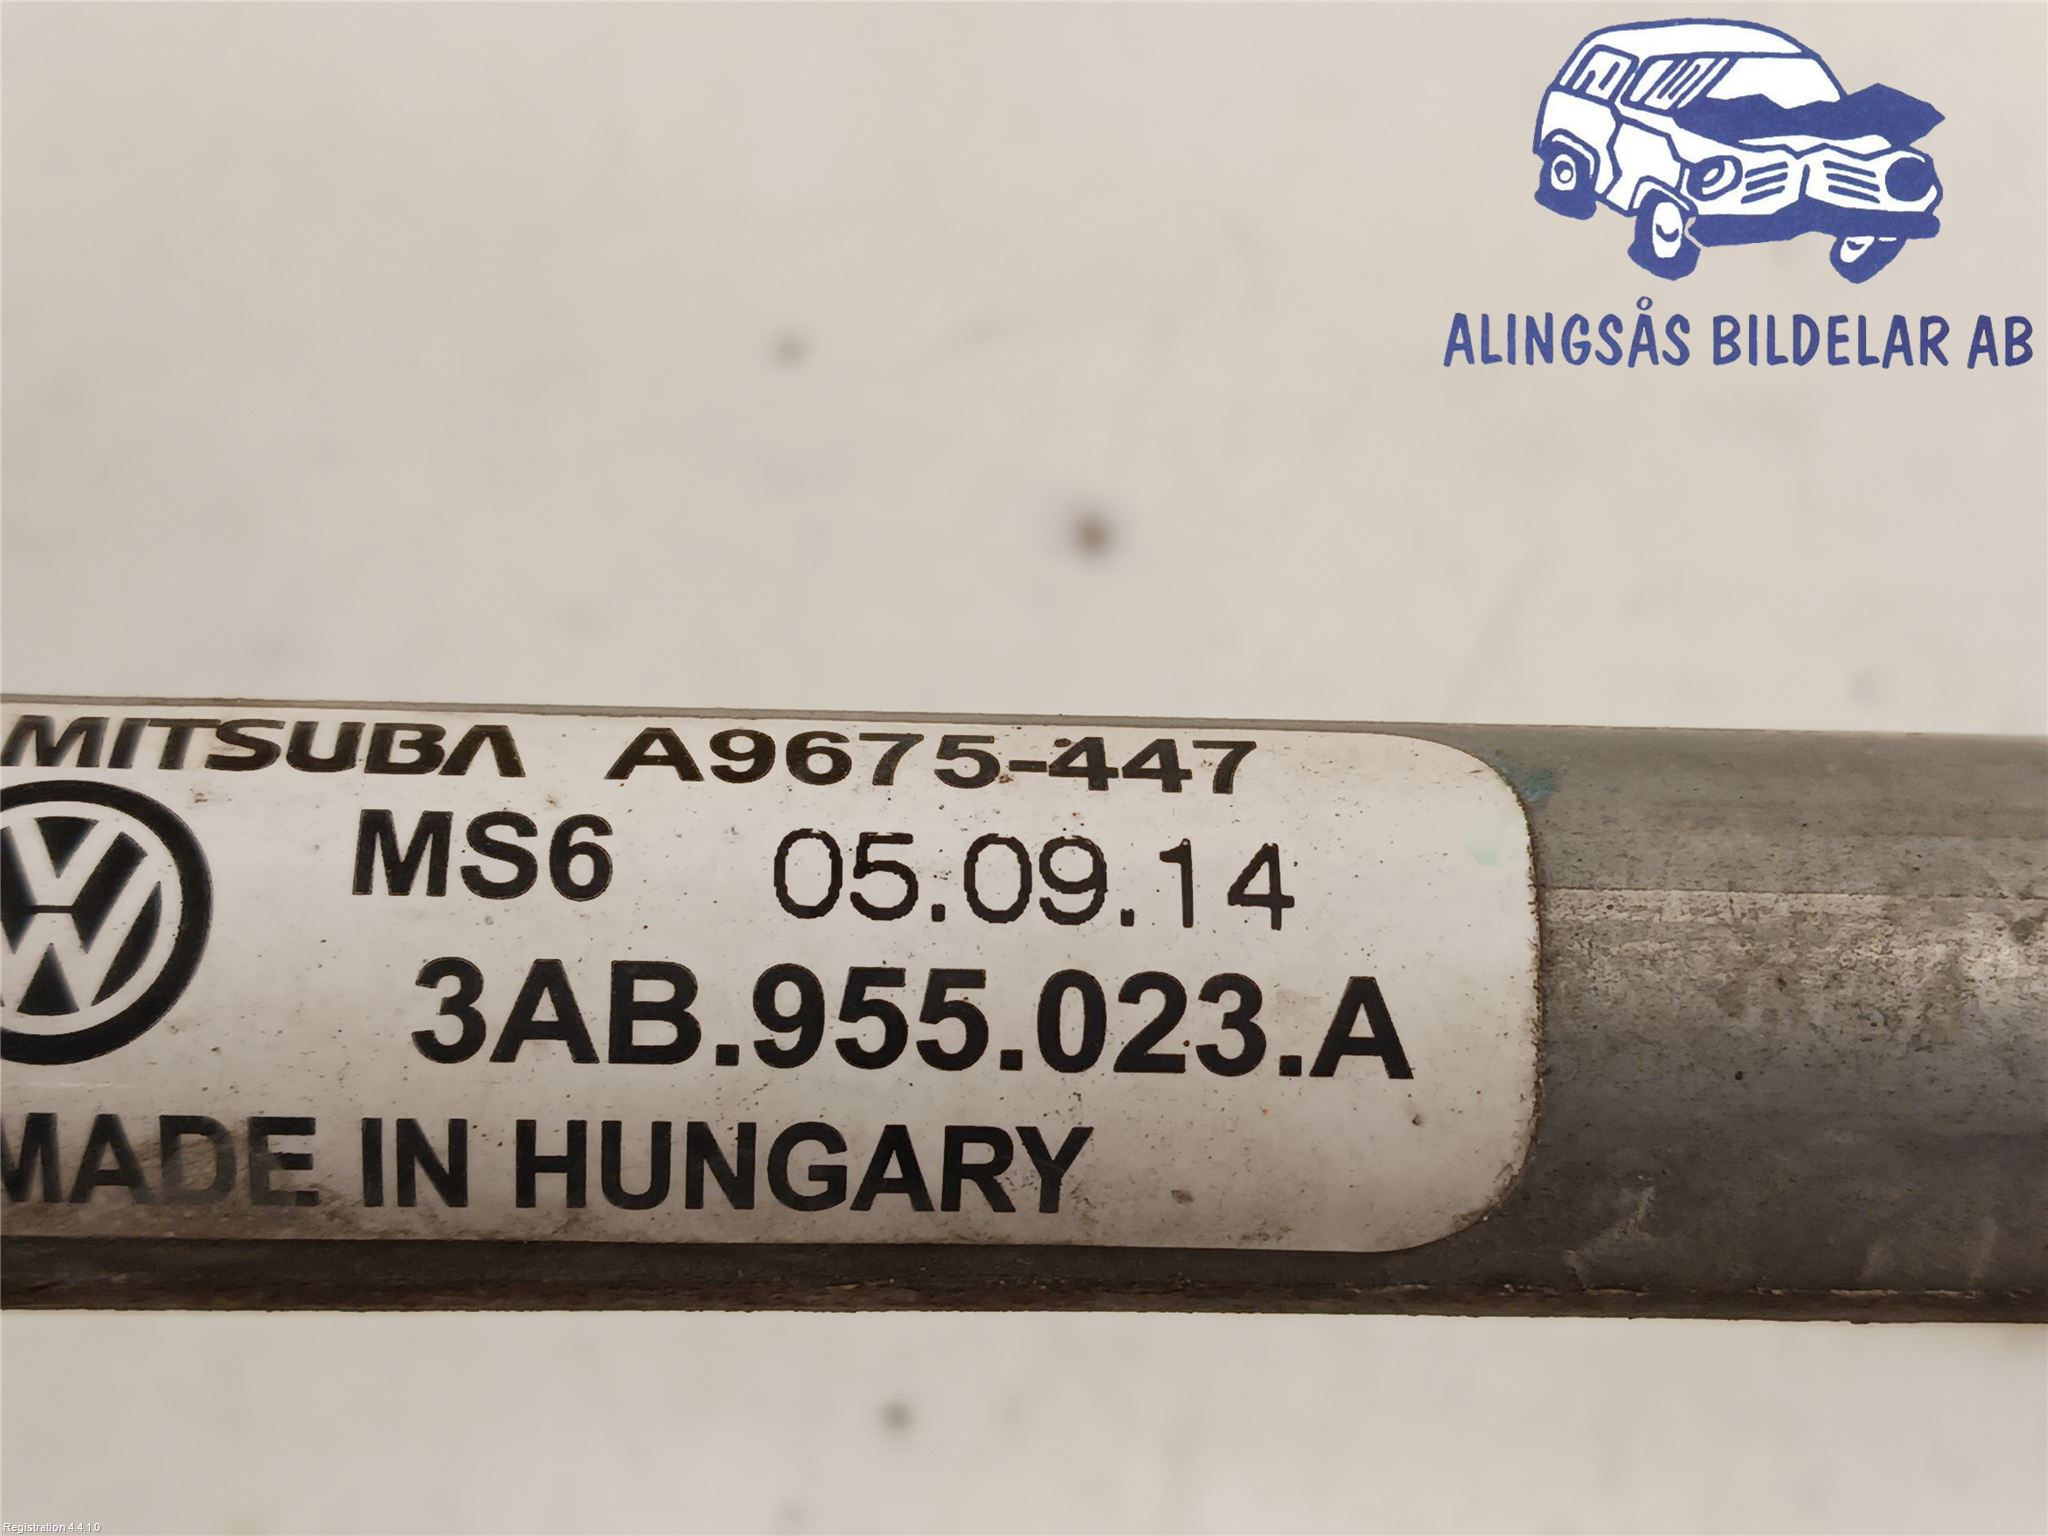 ALINGSÅS BILDELAR AB
MITSUBA A9675-447
MS6 05.09.14
3AB.955.023.A
MADE IN HUNGARY
Registration 4.4.1.0